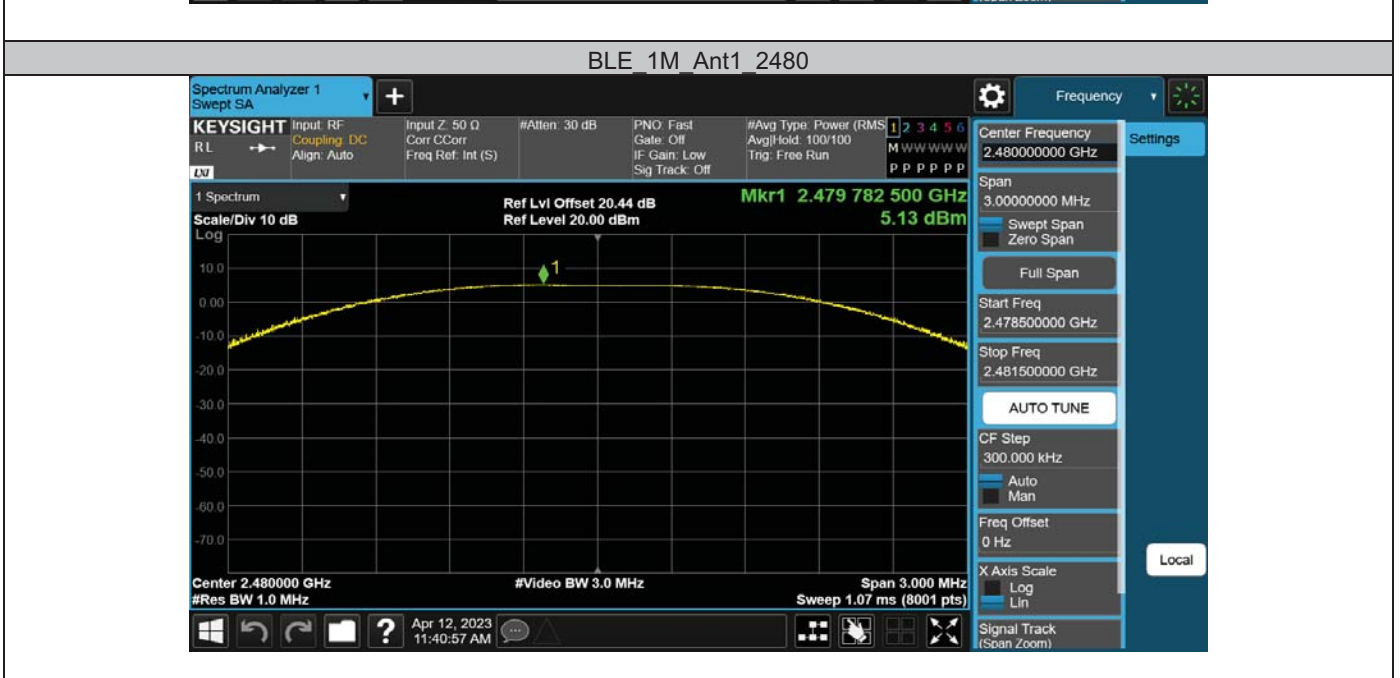 BLE_1M_Ant1_2480
Spectrum Analyzer 1
Swept SA
Frequency
KEYSIGHT
RL
LXI
Input: RF
Coupling: DC
Align: Auto
Input Z: 50 Ω
Corr CCorr
Freq Ref: Int (S)
#Atten: 30 dB
PNO: Fast
Gate: Off
IF Gain: Low
Sig Track: Off
#Avg Type: Power (RMS
Avg|Hold: 100/100
Trig: Free Run
1 2 3 4 5 6
M W W W W W
P P P P P P
1 Spectrum
Scale/Div 10 dB
Log
Ref Lvl Offset 20.44 dB
Ref Level 20.00 dBm
Mkr1 2.479 782 500 GHz
5.13 dBm
1
10.0
0.00
-10.0
-20.0
-30.0
-40.0
-50.0
-60.0
-70.0
Center 2.480000 GHz
#Res BW 1.0 MHz
#Video BW 3.0 MHz
Span 3.000 MHz
Sweep 1.07 ms (8001 pts)
Center Frequency
2.480000000 GHz
Settings
Span
3.00000000 MHz
Swept Span
Zero Span
Full Span
Start Freq
2.478500000 GHz
Stop Freq
2.481500000 GHz
AUTO TUNE
CF Step
300.000 kHz
Auto
Man
Freq Offset
0 Hz
X Axis Scale
Log
Lin
Local
Signal Track
(Span Zoom)
?
Apr 12, 2023
11:40:57 AM